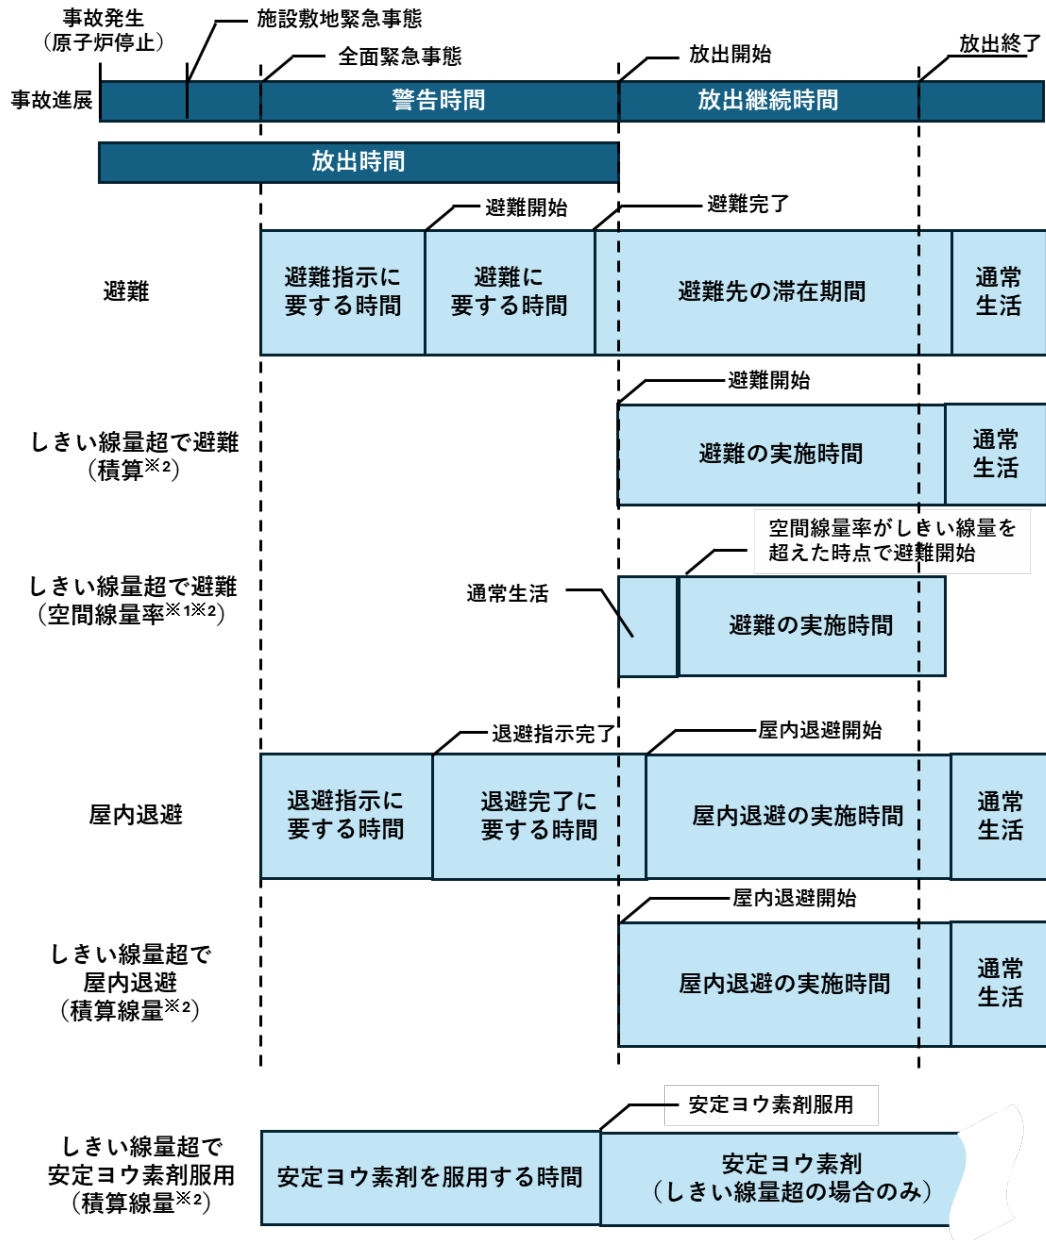 事故発生
（原子炉停止）
施設敷地緊急事態
全面緊急事態
放出開始
放出終了
事故進展
警告時間
放出継続時間
放出時間
避難開始
避難完了
避難
避難指示に
要する時間
避難に
要する時間
避難先の滞在期間
通常
生活
避難開始
しきい線量超で避難
（積算※2）
避難の実施時間
通常
生活
空間線量率がしきい線量を
超えた時点で避難開始
しきい線量超で避難
（空間線量率※1※2）
通常生活
避難の実施時間
退避指示完了
屋内退避開始
屋内退避
退避指示に
要する時間
退避完了に
要する時間
屋内退避の実施時間
通常
生活
屋内退避開始
しきい線量超で
屋内退避
（積算線量※2）
屋内退避の実施時間
通常
生活
安定ヨウ素剤服用
しきい線量超で
安定ヨウ素剤服用
（積算線量※2）
安定ヨウ素剤を服用する時間
安定ヨウ素剤
（しきい線量超の場合のみ）